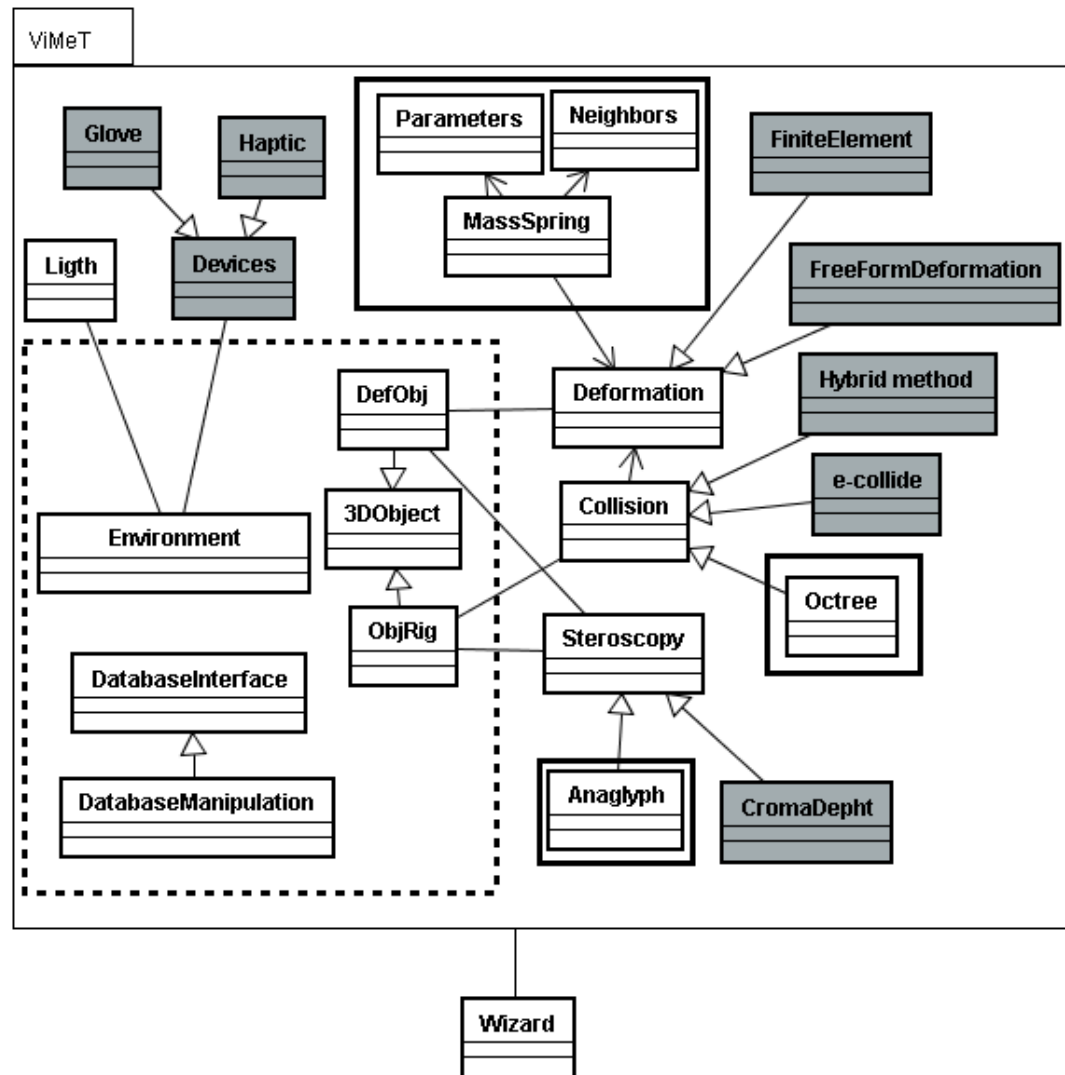 ViMeT
Parameters
Neighbors
Glove
Haptic
FiniteElement
MassSpring
Ligth
Devices
FreeFormDeformation
DefObj
Deformation
Hybrid method
e-collide
3DObject
Collision
Environment
Octree
ObjRig
Steroscopy
DatabaseInterface
Anaglyph
DatabaseManipulation
CromaDepht
Wizard